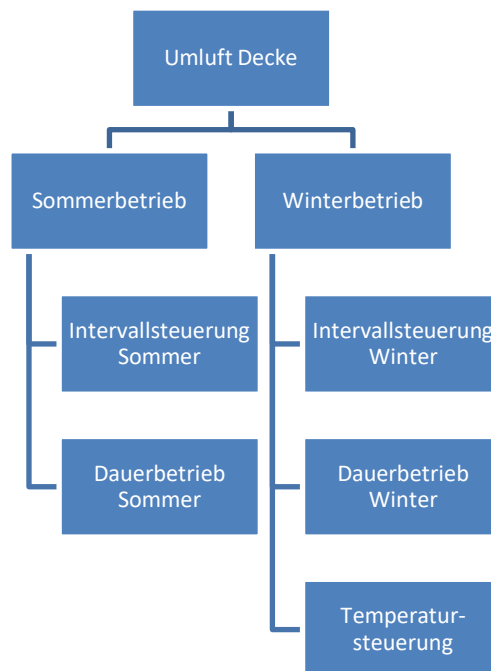 Umluft Decke
Sommerbetrieb
Winterbetrieb
Intervallsteuerung
Sommer
Intervallsteuerung
Winter
Dauerbetrieb
Sommer
Dauerbetrieb
Winter
Temperatur-
steuerung